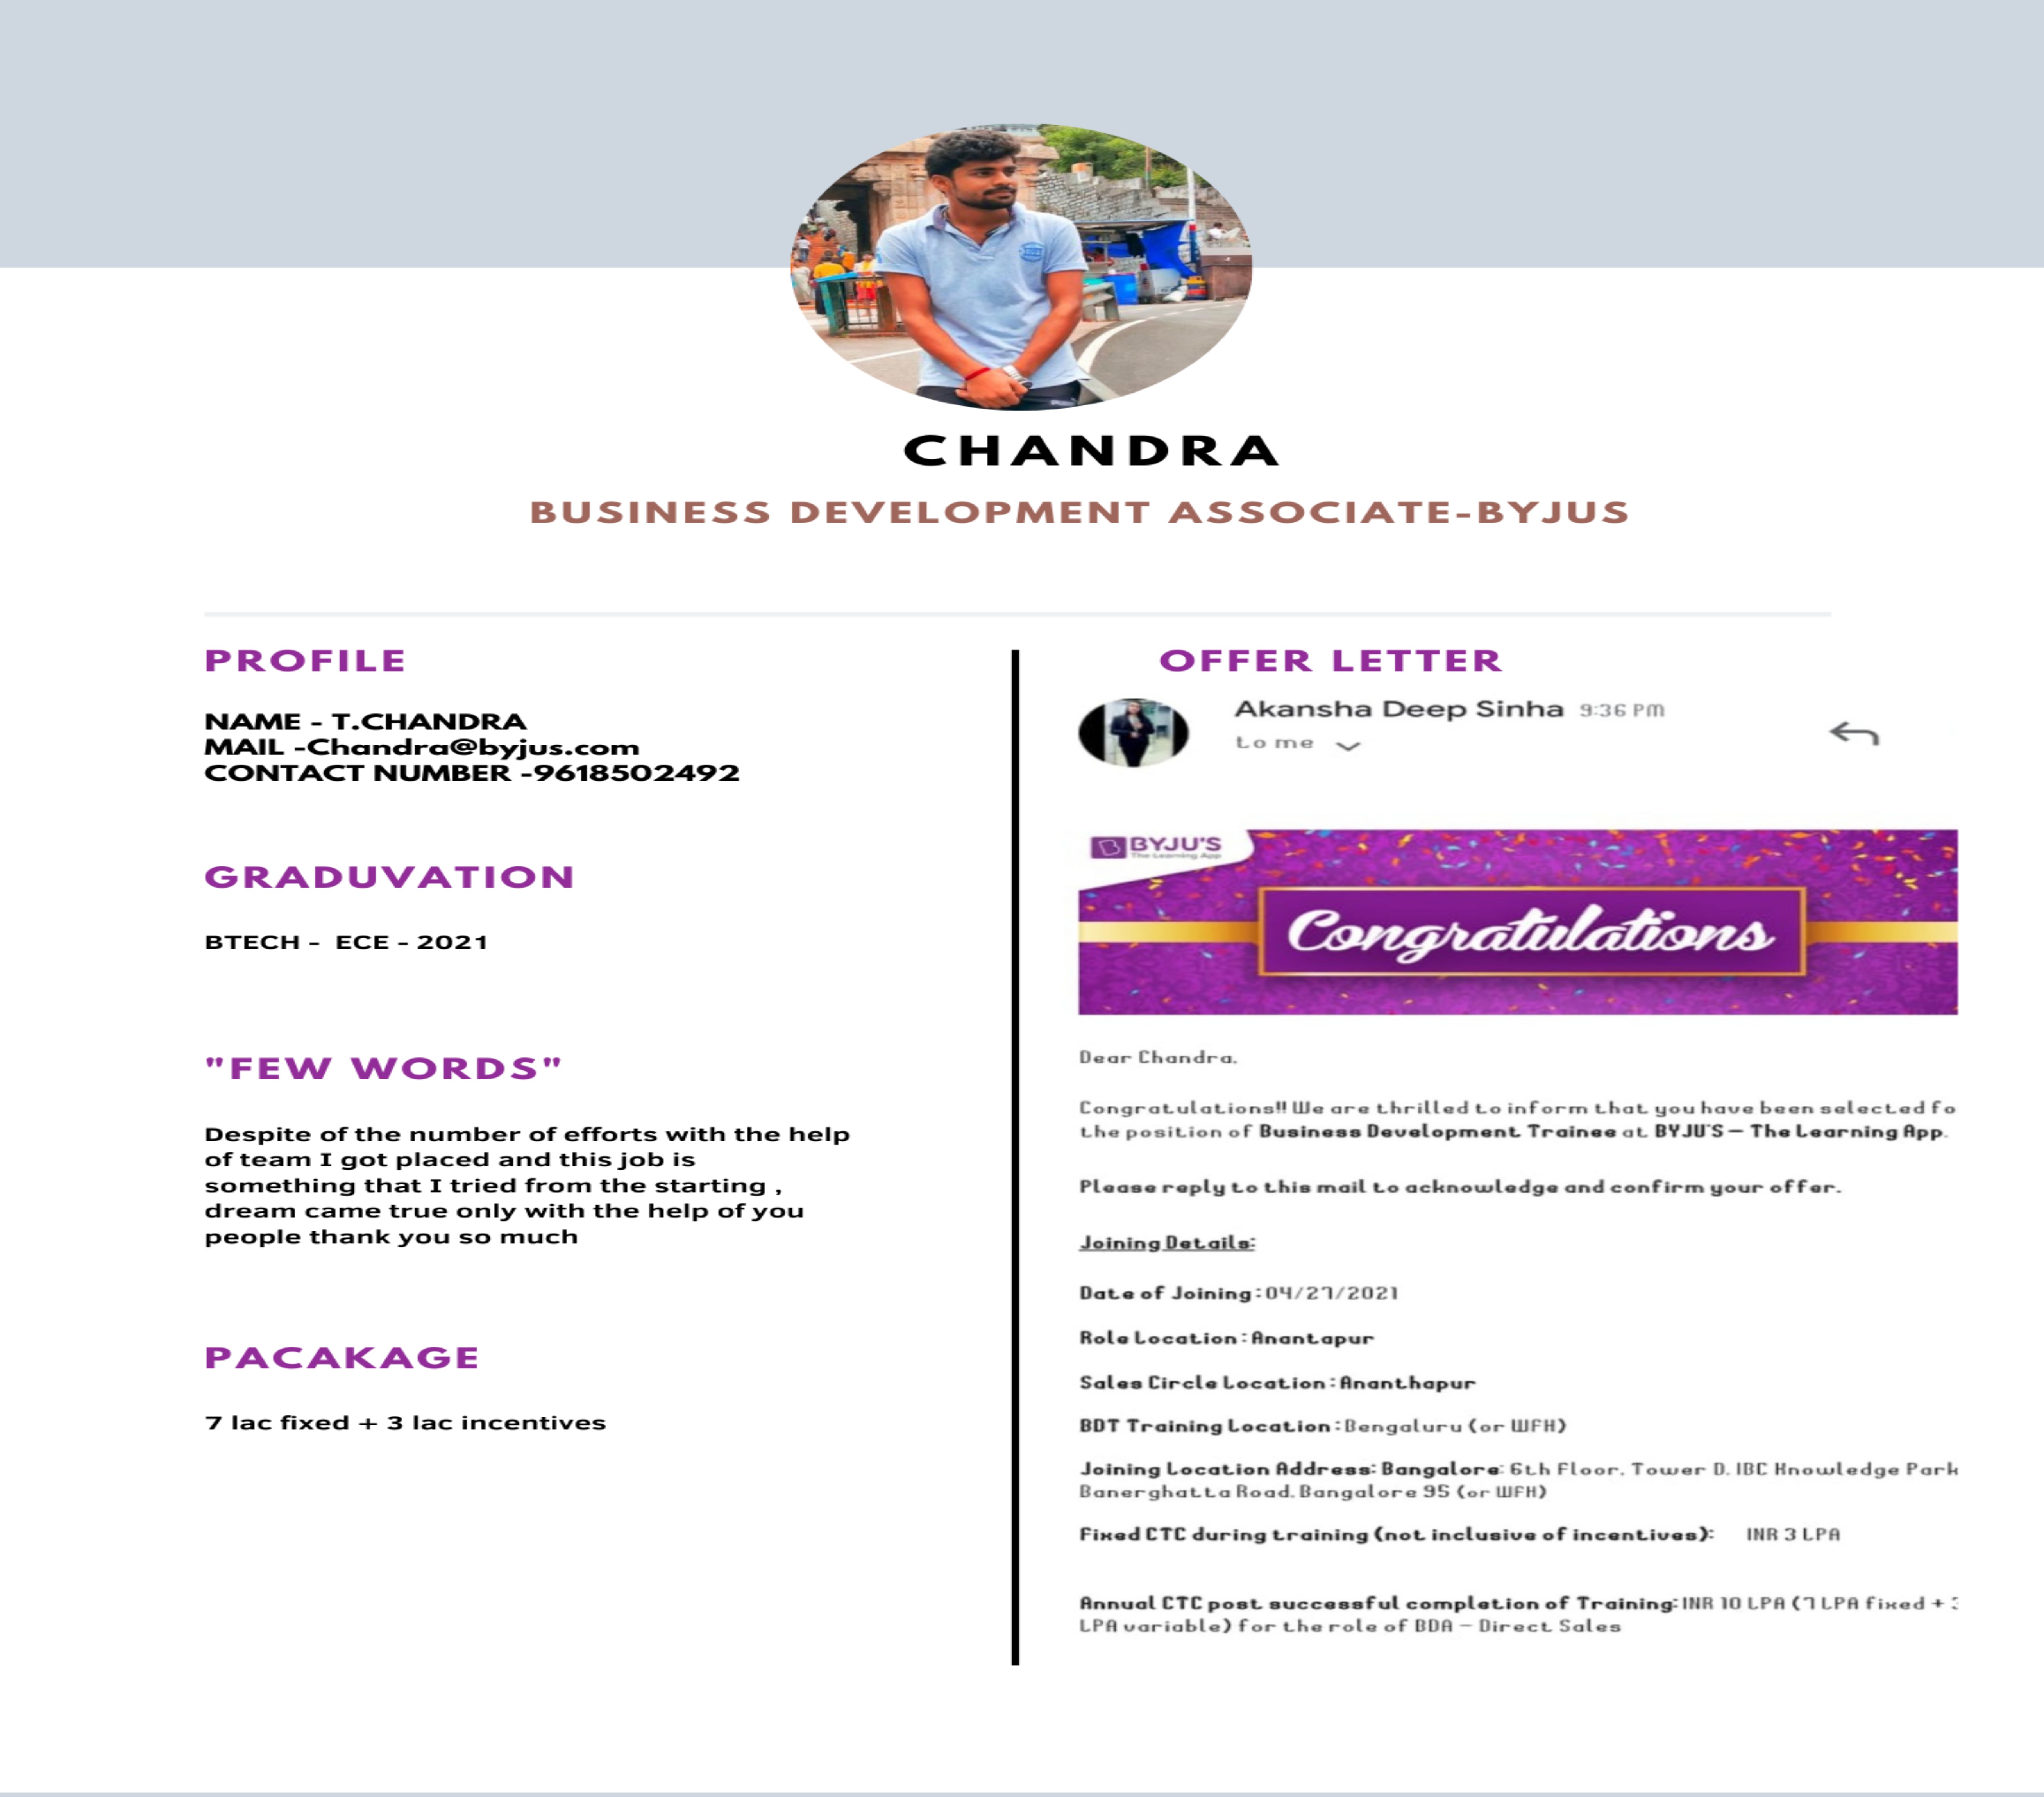 CHANDRA
BUSINESS DEVELOPMENT ASSOCIATE-BYJUS
PROFILE
NAME - T.CHANDRA
MAIL -Chandra@byjus.com
CONTACT NUMBER -9618502492
GRADUVATION
BTECH -  ECE - 2021
"FEW WORDS"
Despite of the number of efforts with the help
of team I got placed and this job is
something that I tried from the starting ,
dream came true only with the help of you
people thank you so much
PACAKAGE
7 lac fixed + 3 lac incentives
OFFER LETTER
Akansha Deep Sinha 9:36 PM
to me
BYJU'S
The Learning App
Congratulations
Dear Chandra,
Congratulations!! We are thrilled to inform that you have been selected fo
the position of Business Development Trainee at BYJU'S – The Learning App.
Please reply to this mail to acknowledge and confirm your offer.
Joining Details:
Date of Joining: 04/27/2021
Role Location: Anantapur
Sales Circle Location: Ananthapur
BDT Training Location: Bengaluru (or WFH)
Joining Location Address: Bangalore: 6th Floor, Tower D, IBC Knowledge Park
Banerghatta Road, Bangalore 95 (or WFH)
Fixed CTC during training (not inclusive of incentives): INR 3 LPA
Annual CTC post successful completion of Training: INR 10 LPA (7 LPA fixed +
LPA variable) for the role of BDA – Direct Sales